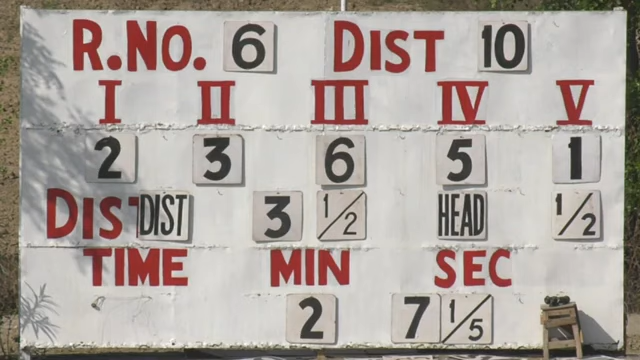 R.NO. 6 DIST 10
I II III IV V
2 3 6 5 1
DIST DIST 3 1/2 HEAD 1/2
TIME MIN SEC
2 7 1/5